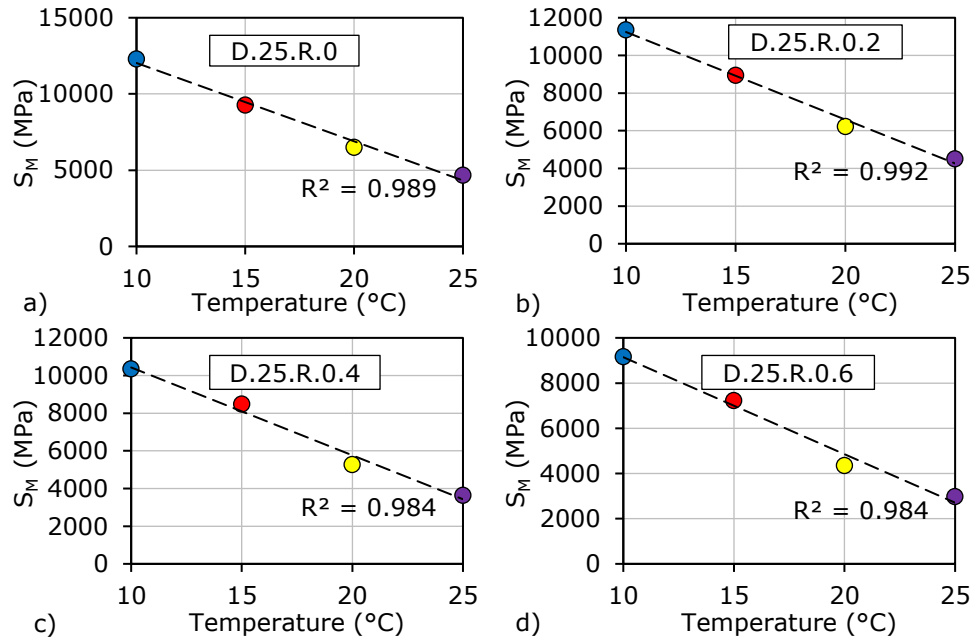 15000
10000
5000
0
S_M (MPa)
D.25.R.0
R² = 0.989
10 15 20 25
Temperature (°C)
a)
12000
10000
8000
6000
4000
2000
0
S_M (MPa)
D.25.R.0.2
R² = 0.992
10 15 20 25
Temperature (°C)
b)
12000
10000
8000
6000
4000
2000
0
S_M (MPa)
D.25.R.0.4
R² = 0.984
10 15 20 25
Temperature (°C)
c)
10000
8000
6000
4000
2000
0
S_M (MPa)
D.25.R.0.6
R² = 0.984
10 15 20 25
Temperature (°C)
d)